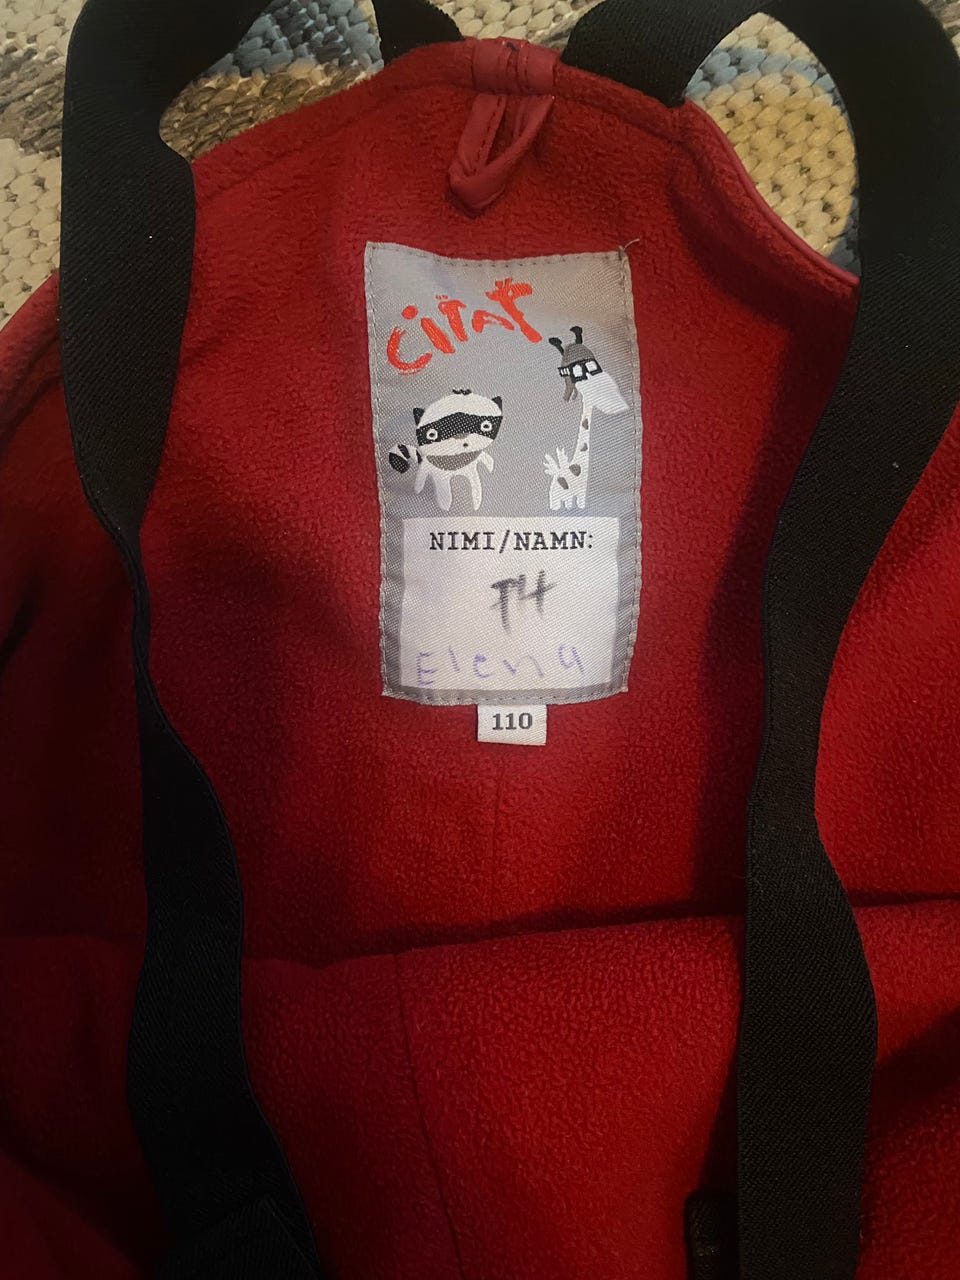 CiraF
NIMI/NAMN:
TH
Elena
110